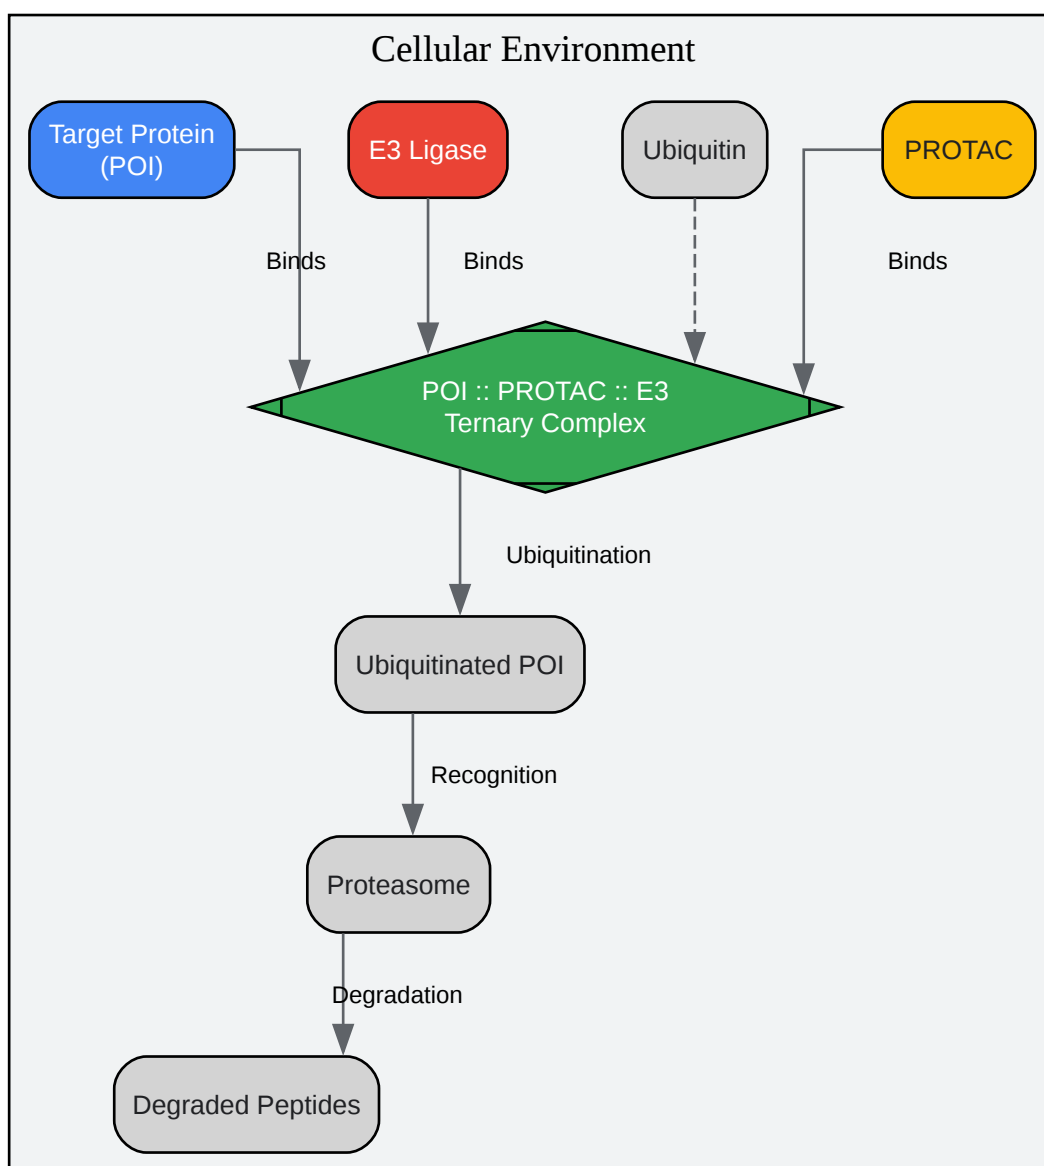 Cellular Environment
Target Protein
(POI)
E3 Ligase
Ubiquitin
PROTAC
Binds
Binds
Binds
POI :: PROTAC :: E3
Ternary Complex
Ubiquitination
Ubiquitinated POI
Recognition
Proteasome
Degradation
Degraded Peptides